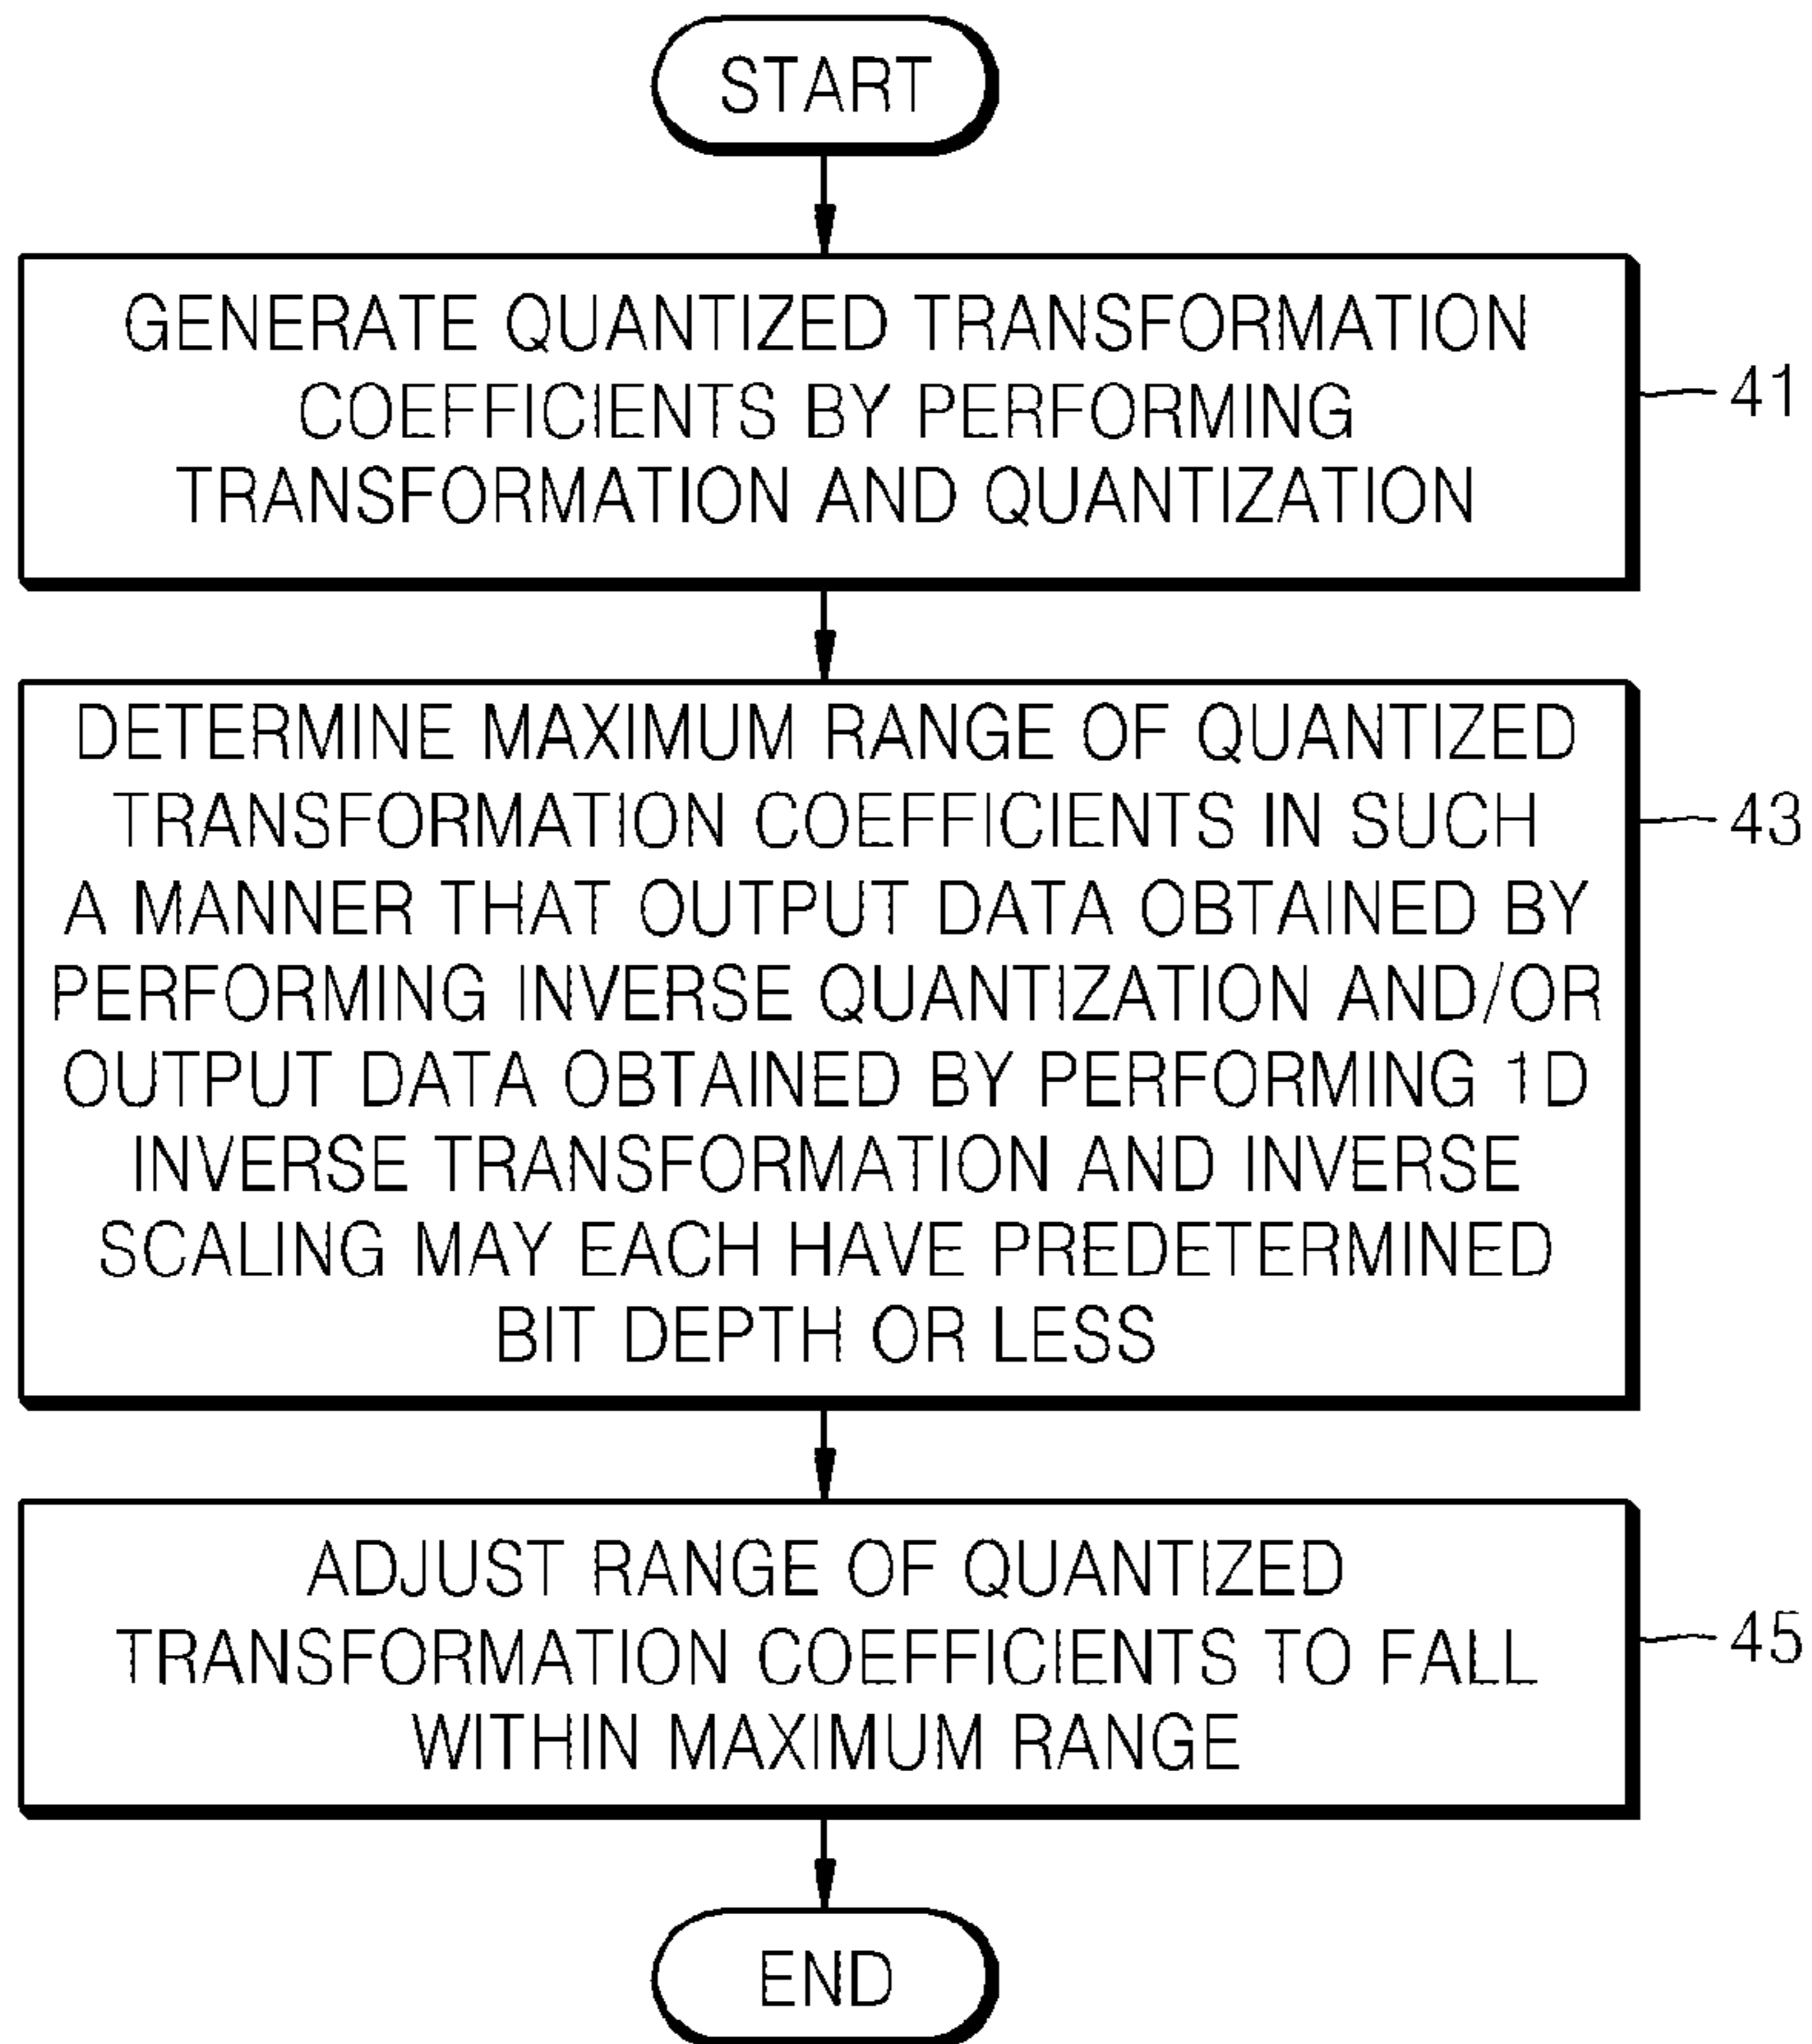 START
GENERATE QUANTIZED TRANSFORMATION
COEFFICIENTS BY PERFORMING
TRANSFORMATION AND QUANTIZATION
41
DETERMINE MAXIMUM RANGE OF QUANTIZED
TRANSFORMATION COEFFICIENTS IN SUCH
A MANNER THAT OUTPUT DATA OBTAINED BY
PERFORMING INVERSE QUANTIZATION AND/OR
OUTPUT DATA OBTAINED BY PERFORMING 1D
INVERSE TRANSFORMATION AND INVERSE
SCALING MAY EACH HAVE PREDETERMINED
BIT DEPTH OR LESS
43
ADJUST RANGE OF QUANTIZED
TRANSFORMATION COEFFICIENTS TO FALL
WITHIN MAXIMUM RANGE
45
END